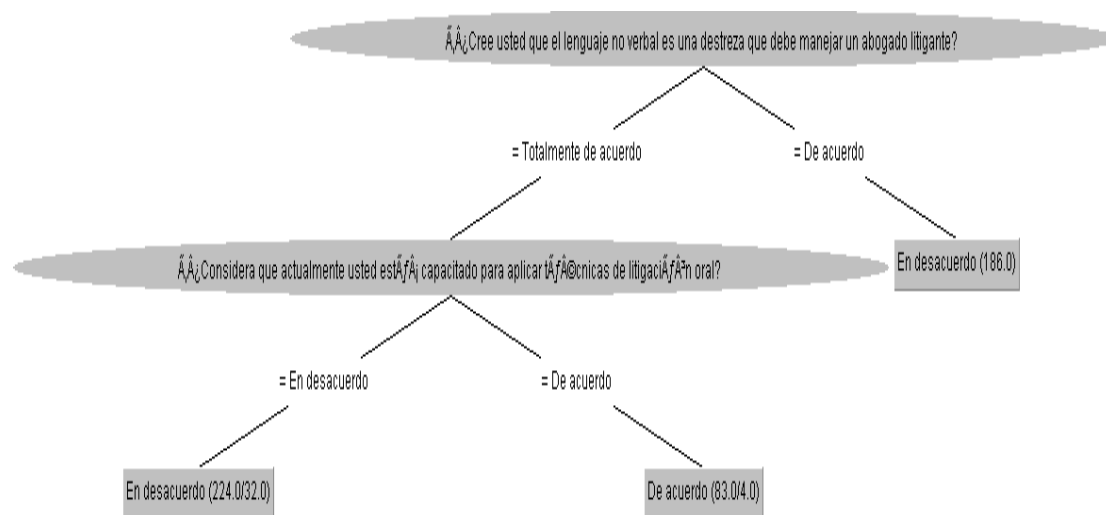 Ã‚Â¿Cree usted que el lenguaje no verbal es una destreza que debe manejar un abogado litigante?
= Totalmente de acuerdo
= De acuerdo
Ã‚Â¿Considera que actualmente usted estÃƒÂ¡ capacitado para aplicar tÃƒÂ©cnicas de litigaciÃƒÂ³n oral?
En desacuerdo (186.0)
= En desacuerdo
= De acuerdo
En desacuerdo (224.0/32.0)
De acuerdo (83.0/4.0)